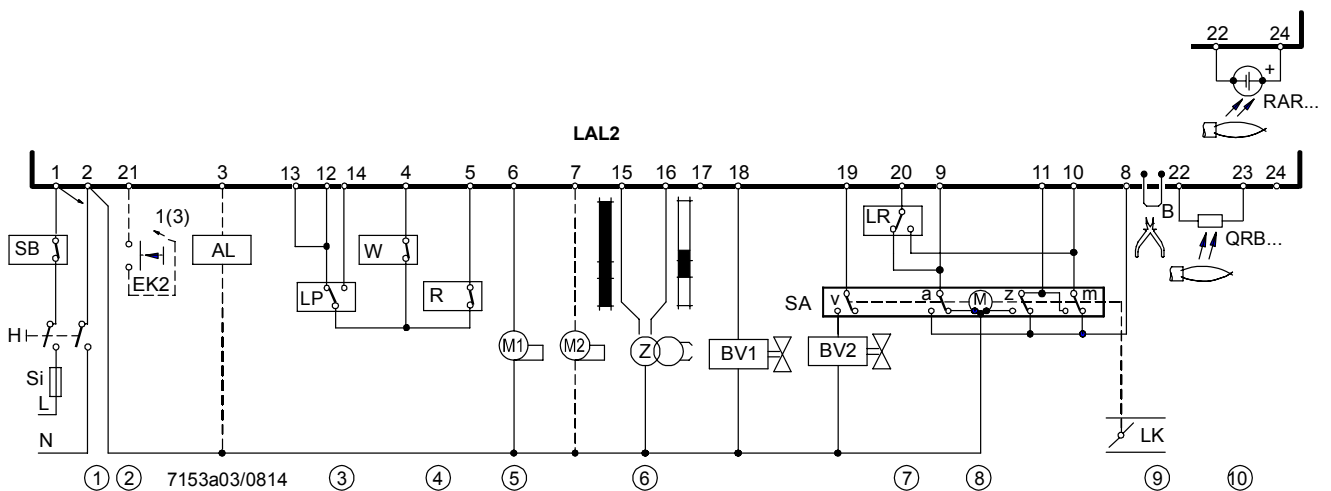 22 24
+
RAR...
LAL2
1 2 21 3 13 12 14 4 5 6 7 15 16 17 18 19 20 9 11 10 8 22 23 24
1(3)
B
SB
AL
W
LR
QRB...
EK2
LP
R
SA
v a M z m
H
M1 M2 Z BV1 BV2
Si
L
LK
N
1 2 7153a03/0814 3 4 5 6 7 8 9 10